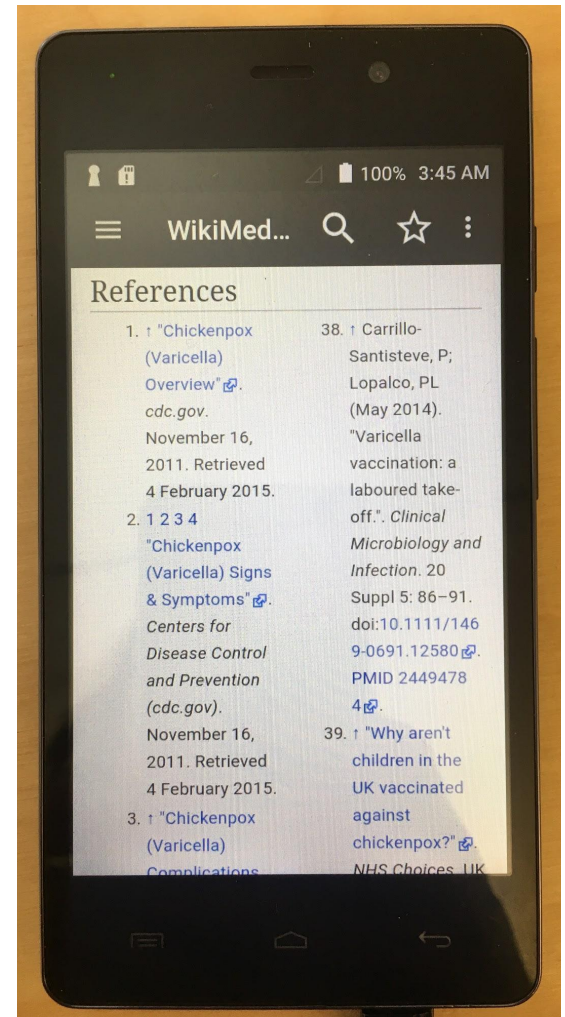 100% 3:45 AM
WikiMed...
References
1. ↑ "Chickenpox
(Varicella)
Overview".
cdc.gov.
November 16,
2011. Retrieved
4 February 2015.
2. 1 2 3 4
"Chickenpox
(Varicella) Signs
& Symptoms".
Centers for
Disease Control
and Prevention
(cdc.gov).
November 16,
2011. Retrieved
4 February 2015.
3. ↑ "Chickenpox
(Varicella)
Complications
38. ↑ Carrillo-
Santisteve, P;
Lopalco, PL
(May 2014).
"Varicella
vaccination: a
laboured take-
off.". Clinical
Microbiology and
Infection. 20
Suppl 5: 86–91.
doi:10.1111/146
9-0691.12580.
PMID 2449478
4.
39. ↑ "Why aren't
children in the
UK vaccinated
against
chickenpox?".
NHS Choices. UK